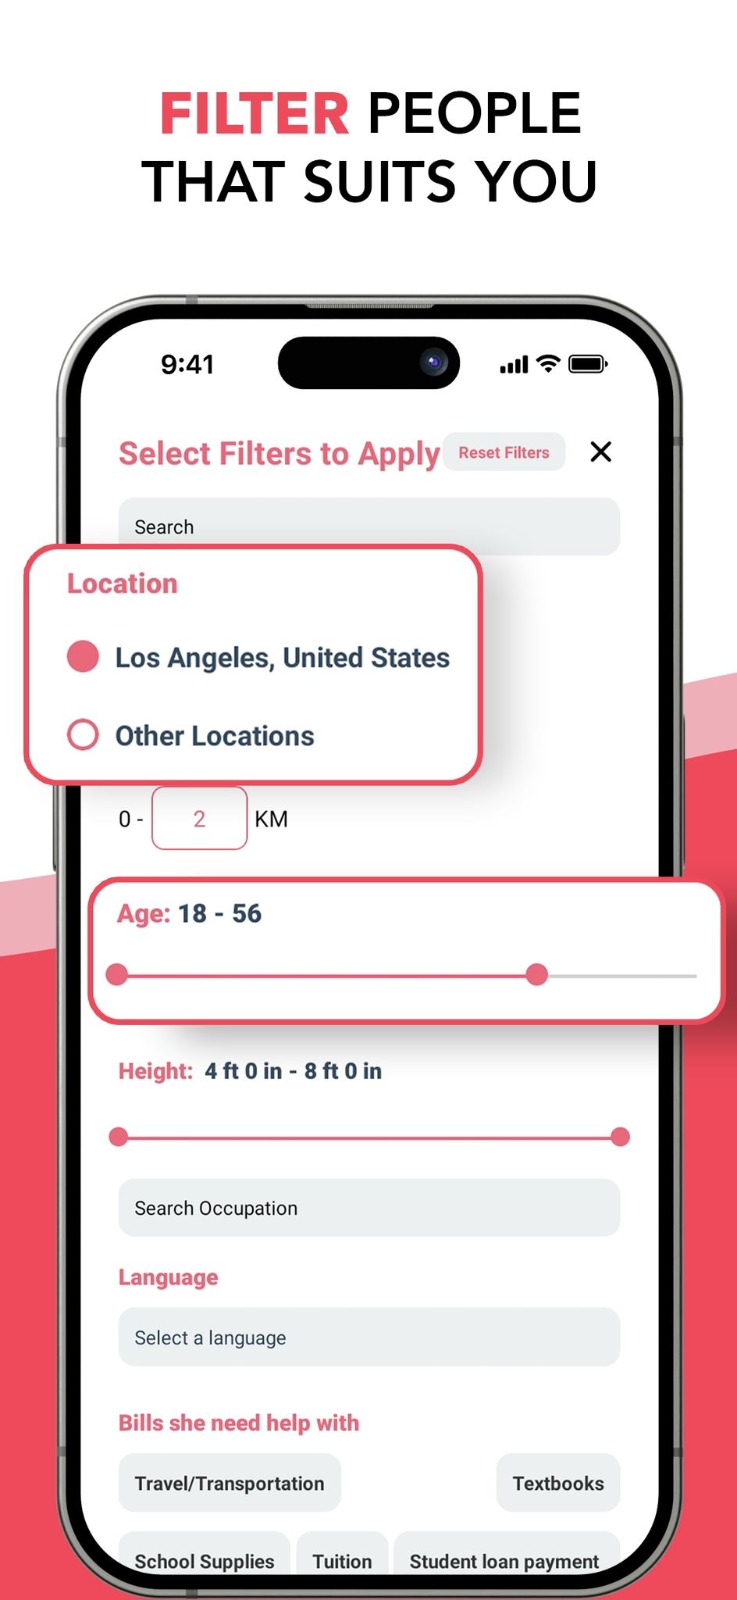 FILTER PEOPLE
THAT SUITS YOU
9:41
Select Filters to Apply
Reset Filters
Search
Location
Los Angeles, United States
Other Locations
0 - 2 KM
Age: 18 - 56
Height: 4 ft 0 in - 8 ft 0 in
Search Occupation
Language
Select a language
Bills she need help with
Travel/Transportation
Textbooks
School Supplies
Tuition
Student loan payment